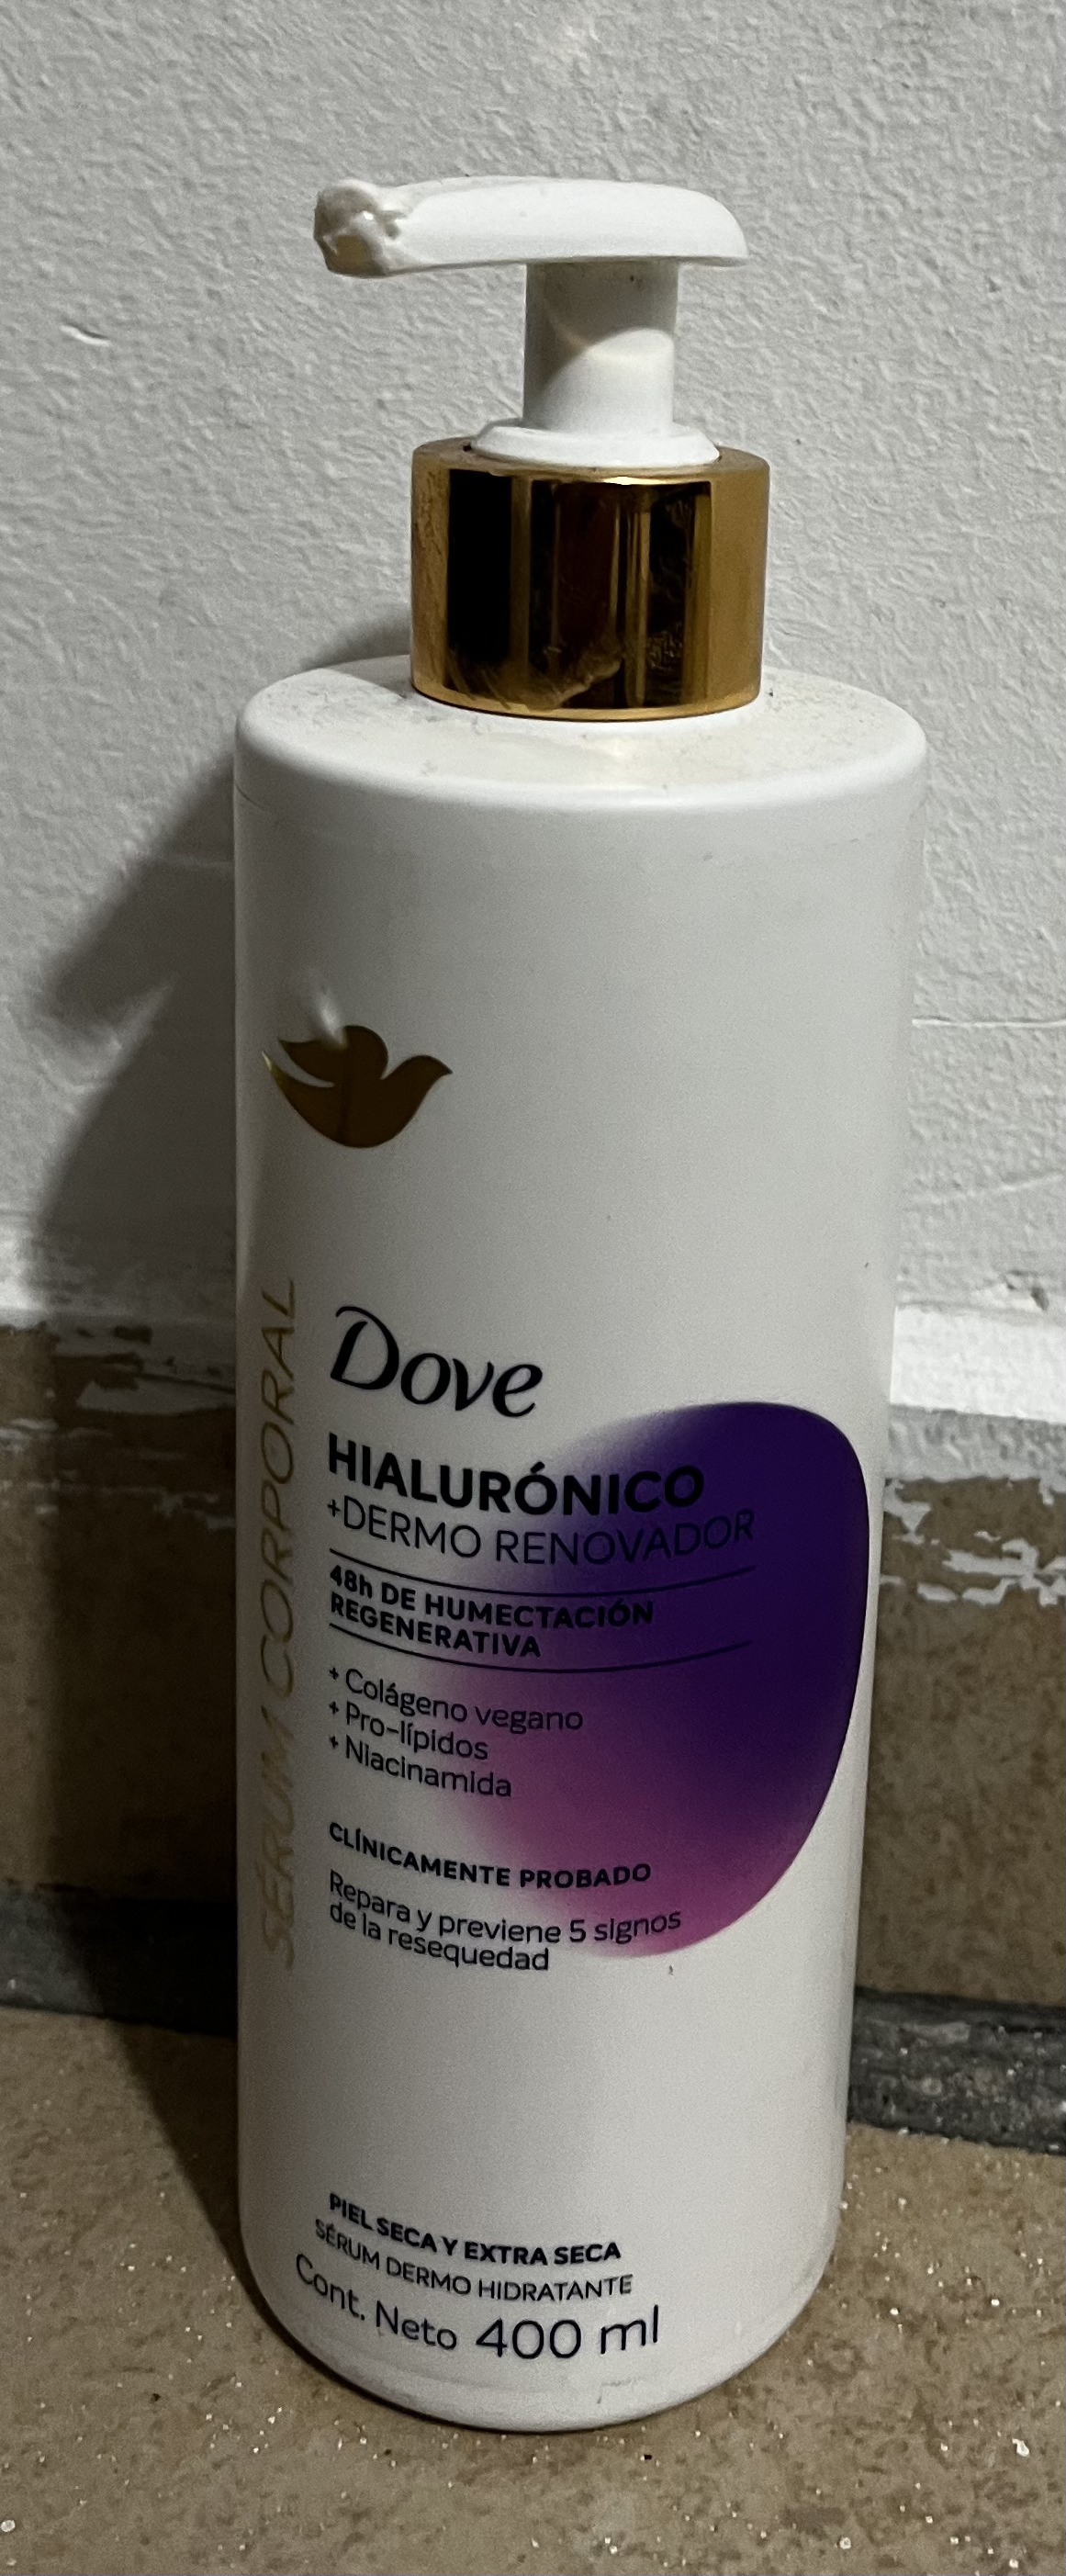 SÉRUM CORPORAL
Dove
HIALURÓNICO
+DERMO RENOVADOR
48h DE HUMECTACIÓN
REGENERATIVA
+ Colágeno vegano
+ Pro-lípidos
+ Niacinamida
CLÍNICAMENTE PROBADO
Repara y previene 5 signos
de la resequedad
PIEL SECA Y EXTRA SECA
SÉRUM DERMO HIDRATANTE
Cont. Neto 400 ml